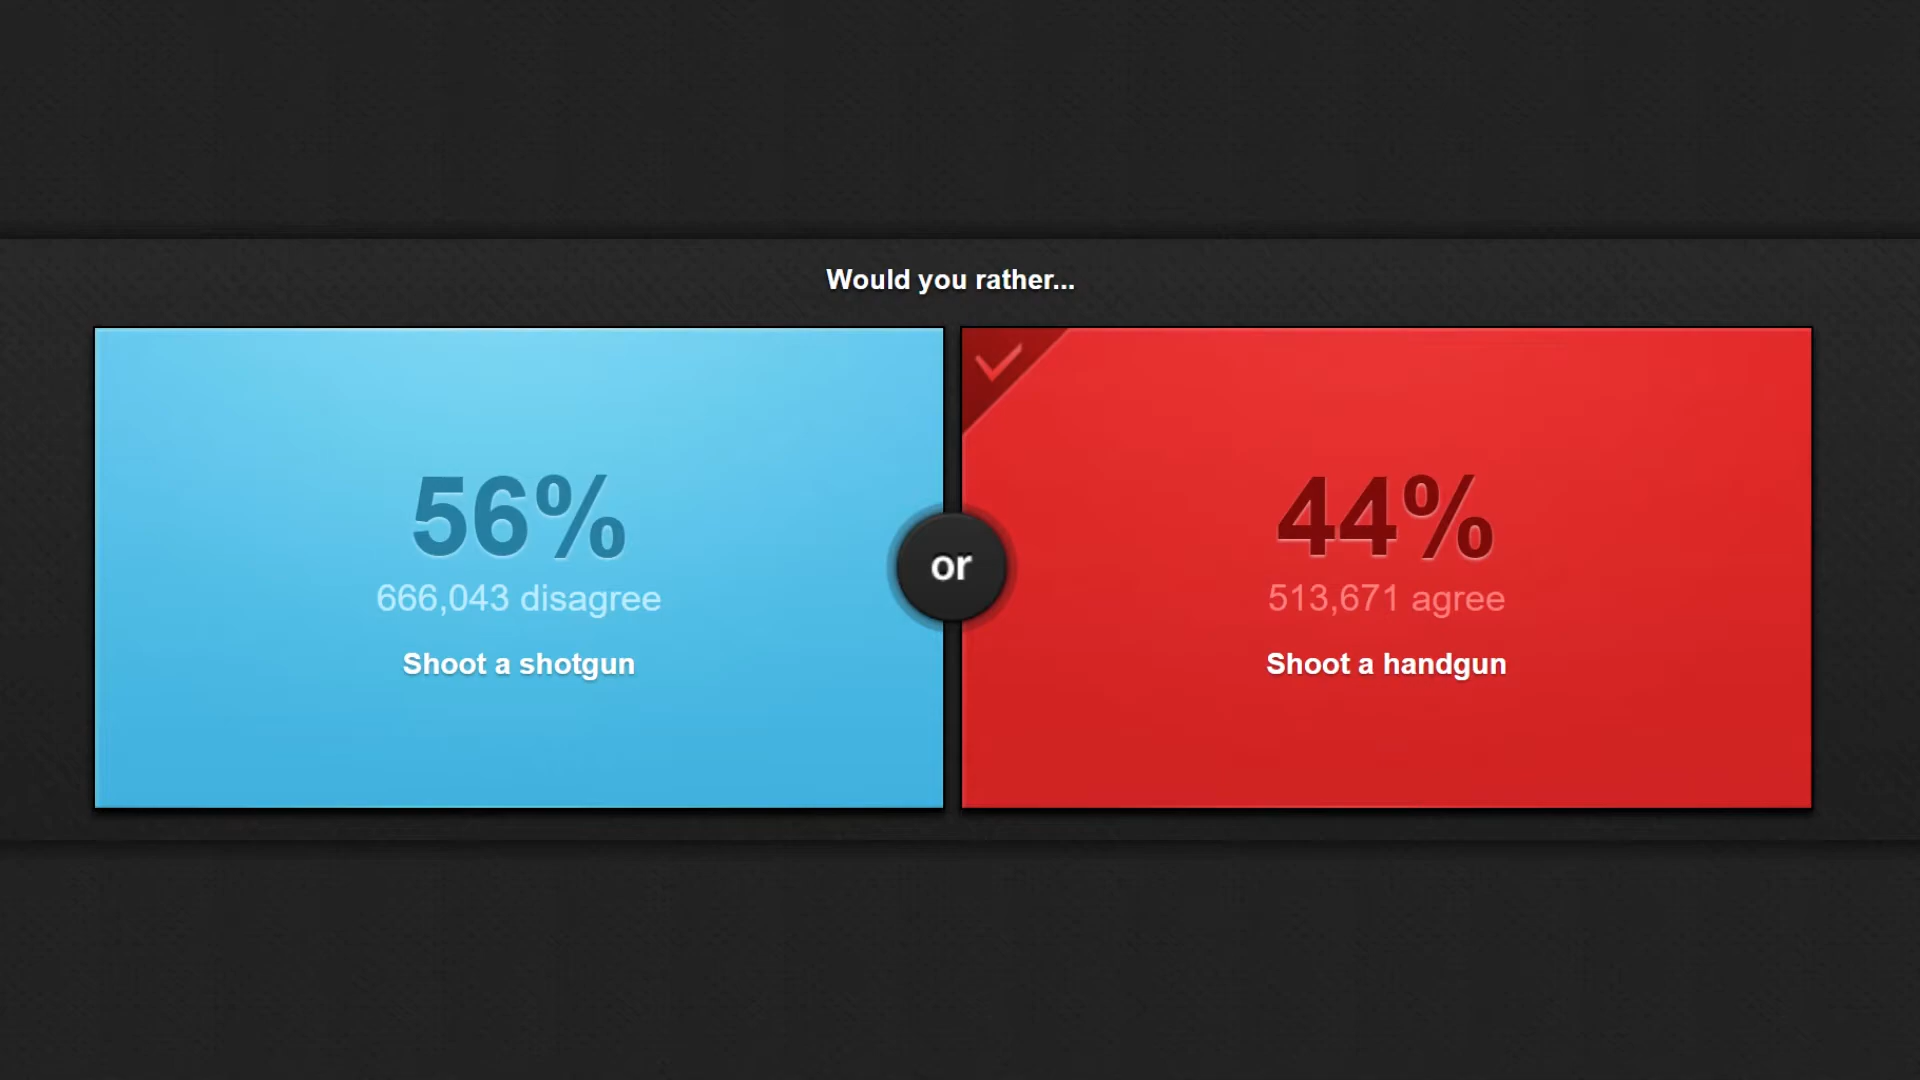 Would you rather...
56%
666,043 disagree
Shoot a shotgun
or
44%
513,671 agree
Shoot a handgun